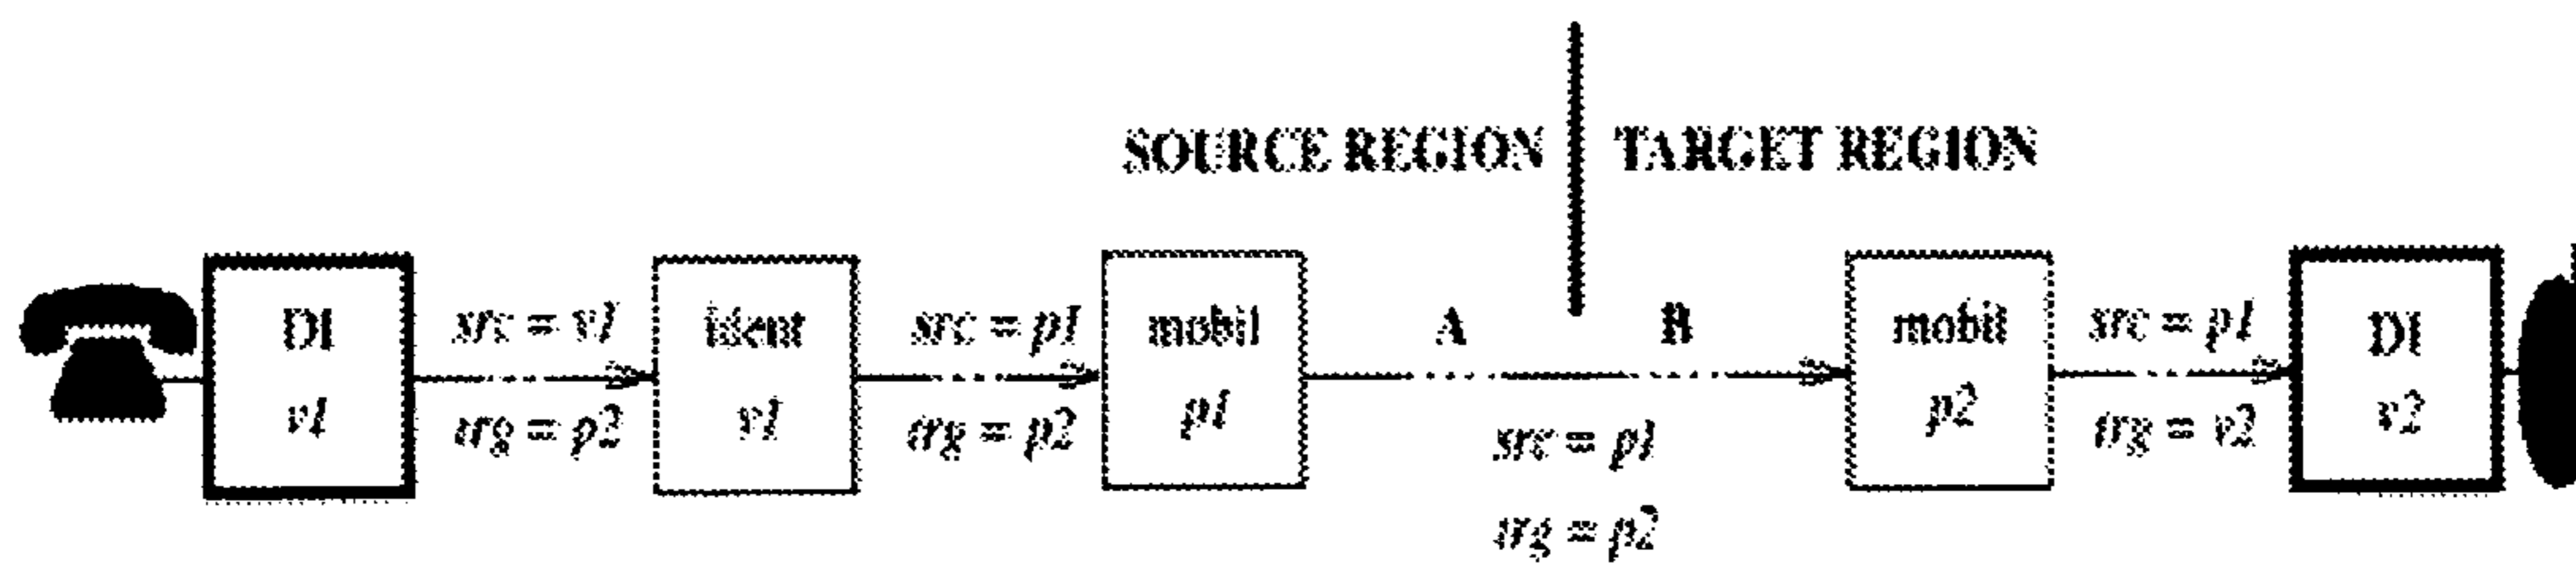 SOURCE REGION
TARGET REGION
DI
v1
src = v1
trg = p2
ident
v1
src = p1
trg = p2
mobil
p1
A
B
src = p1
trg = p2
mobil
p2
src = p1
trg = v2
DI
v2